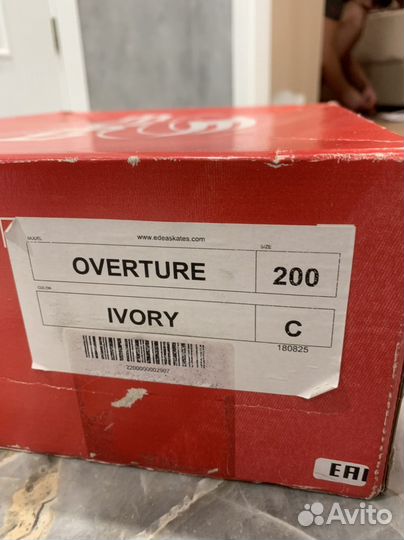 www.edeaskates.com
MODEL SIZE
OVERTURE 200
COLOR
IVORY C
180825
2200000002907
EAC
Avito